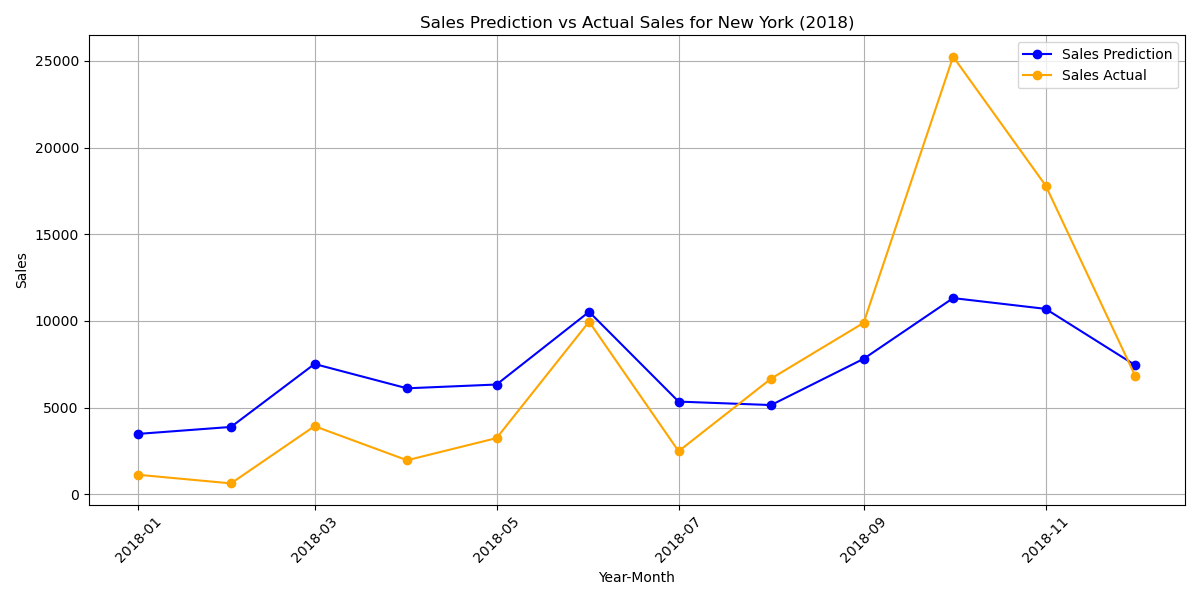 Sales Prediction vs Actual Sales for New York (2018)
Sales Prediction
Sales Actual
25000
20000
15000
10000
5000
0
Sales
2018-01
2018-03
2018-05
2018-07
2018-09
2018-11
Year-Month